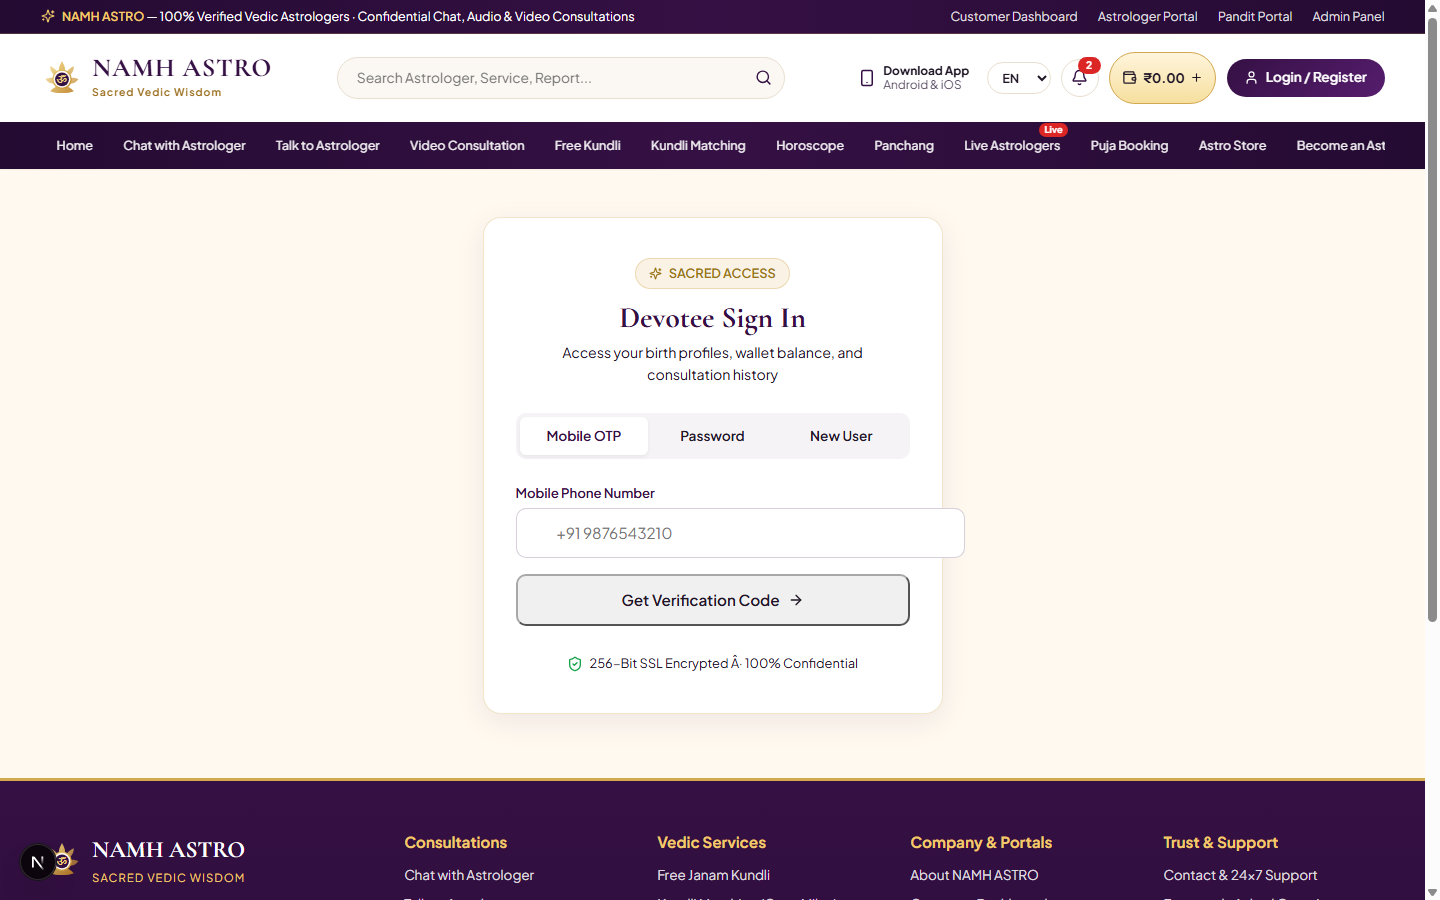 NAMH ASTRO — 100% Verified Vedic Astrologers · Confidential Chat, Audio & Video Consultations
Customer Dashboard Astrologer Portal Pandit Portal Admin Panel
NAMH ASTRO
Sacred Vedic Wisdom
Search Astrologer, Service, Report...
Download App
Android & iOS
EN
2
₹0.00 +
Login / Register
Home Chat with Astrologer Talk to Astrologer Video Consultation Free Kundli Kundli Matching Horoscope Panchang Live Astrologers Live Puja Booking Astro Store Become an Ast
SACRED ACCESS
Devotee Sign In
Access your birth profiles, wallet balance, and
consultation history
Mobile OTP Password New User
Mobile Phone Number
+91 9876543210
Get Verification Code →
256-Bit SSL Encrypted Â· 100% Confidential
NAMH ASTRO
SACRED VEDIC WISDOM
N
Consultations
Chat with Astrologer
Vedic Services
Free Janam Kundli
Company & Portals
About NAMH ASTRO
Trust & Support
Contact & 24x7 Support